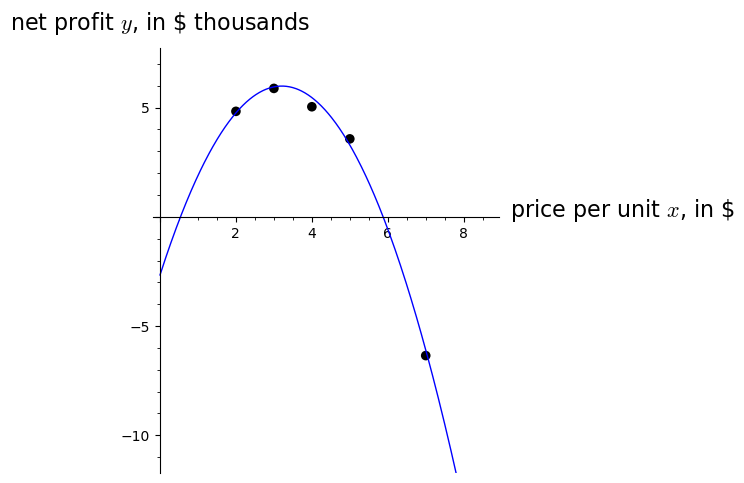 net profit y, in $ thousands
5
price per unit x, in $
2 4 6 8
−5
−10